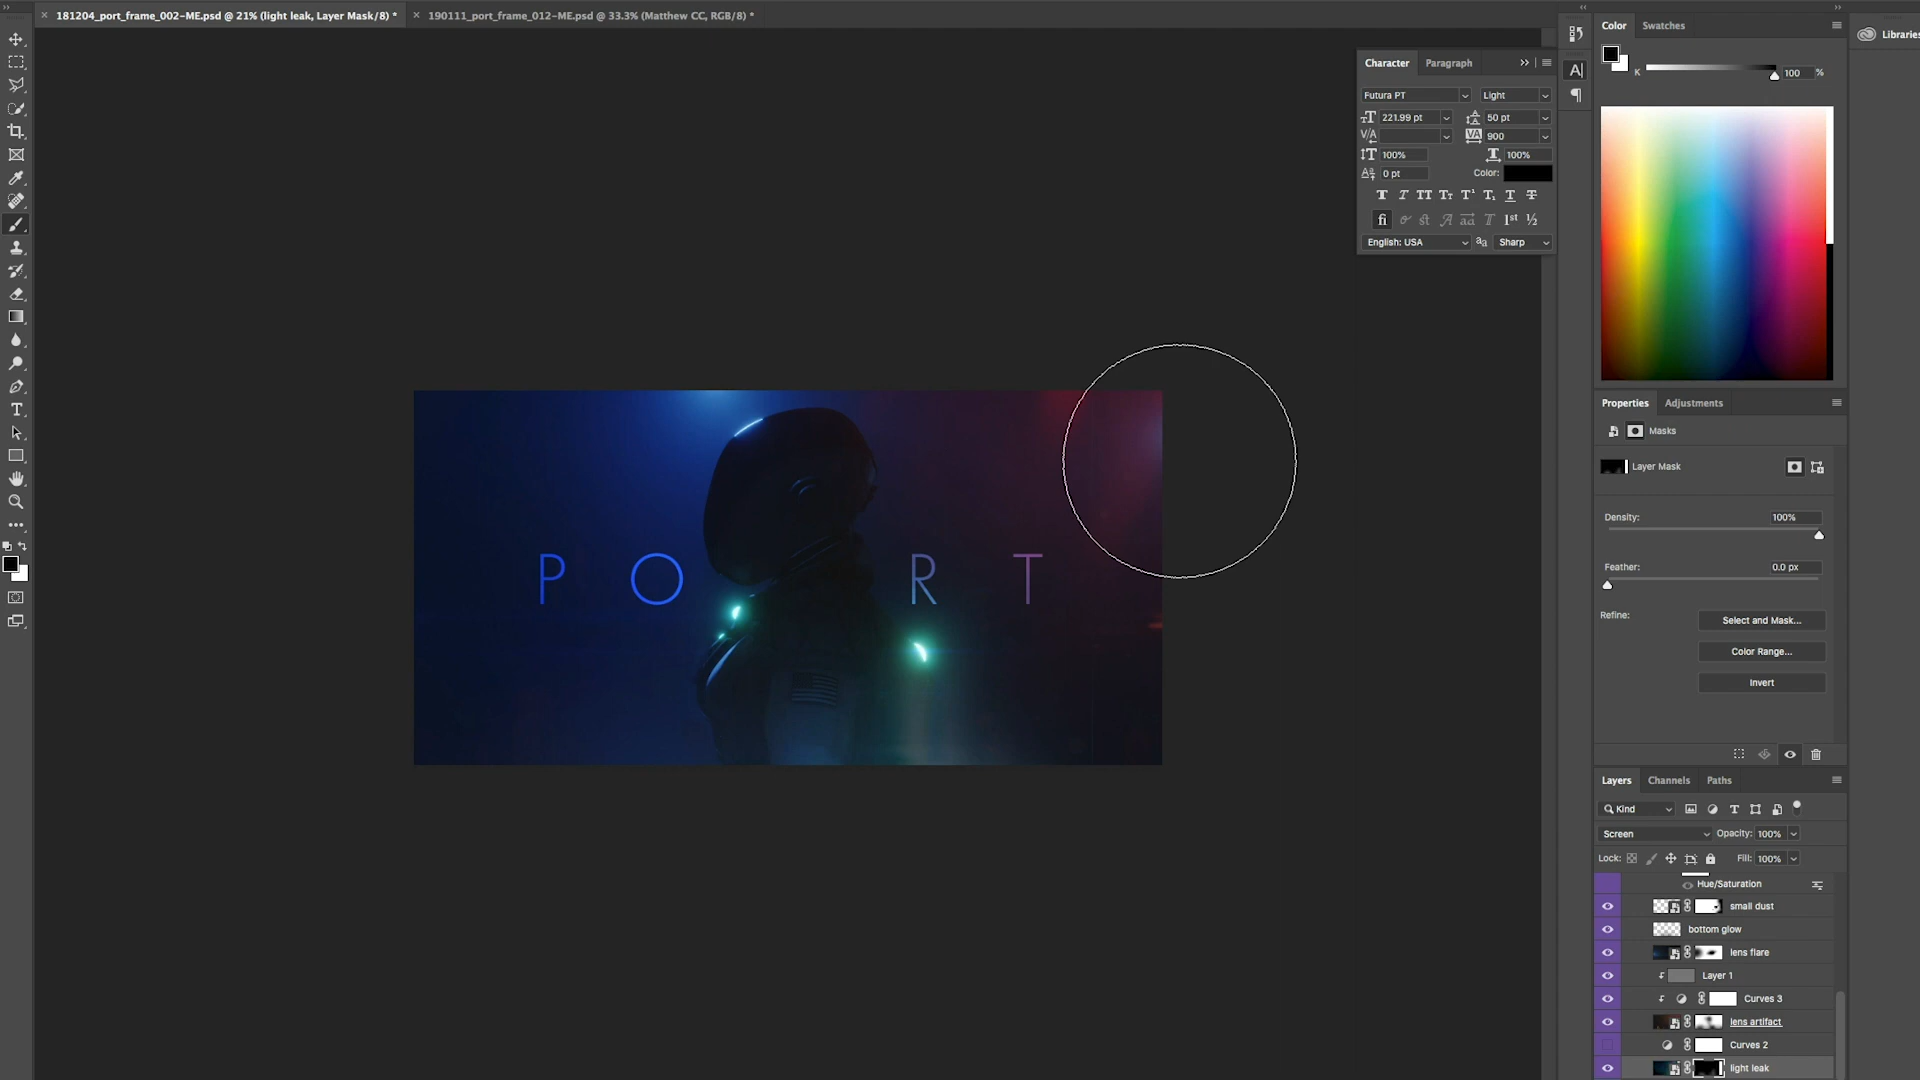 181204_port_frame_002-ME.psd @ 21% (light leak, Layer Mask/8) *
190111_port_frame_012-ME.psd @ 33.3% (Matthew CC, RGB/8) *
Color
Swatches
Libraries
K
100
%
Character
Paragraph
Futura PT
Light
221.99 pt
50 pt
900
100%
100%
0 pt
Color:
1st ½
English: USA
Sharp
P O R T
Properties
Adjustments
Masks
Layer Mask
Density:
100%
Feather:
0.0 px
Refine:
Select and Mask...
Color Range...
Invert
Layers
Channels
Paths
Kind
Screen
Opacity: 100%
Lock:
Fill: 100%
Hue/Saturation
small dust
bottom glow
lens flare
Layer 1
Curves 3
lens artifact
Curves 2
light leak